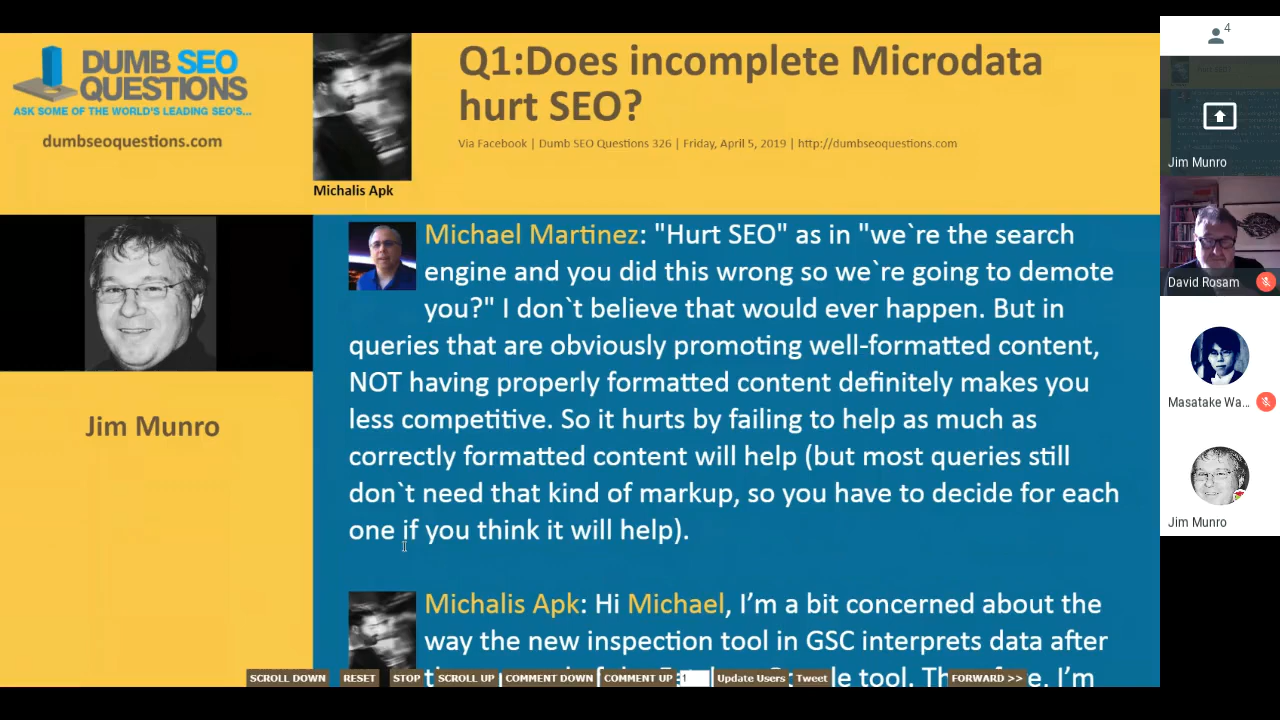 DUMB SEO
QUESTIONS
ASK SOME OF THE WORLD'S LEADING SEO'S...
dumbseoquestions.com
Michalis Apk
Q1:Does incomplete Microdata
hurt SEO?
Via Facebook | Dumb SEO Questions 326 | Friday, April 5, 2019 | http://dumbseoquestions.com
Jim Munro
Michael Martinez: "Hurt SEO" as in "we`re the search
engine and you did this wrong so we`re going to demote
you?" I don`t believe that would ever happen. But in
queries that are obviously promoting well-formatted content,
NOT having properly formatted content definitely makes you
less competitive. So it hurts by failing to help as much as
correctly formatted content will help (but most queries still
don`t need that kind of markup, so you have to decide for each
one if you think it will help).
Michalis Apk: Hi Michael, I’m a bit concerned about the
way the new inspection tool in GSC interprets data after
tool. I’m
SCROLL DOWN RESET STOP SCROLL UP COMMENT DOWN COMMENT UP 1 Update Users Tweet FORWARD >>
4
Jim Munro
David Rosam
Masatake Wa...
Jim Munro